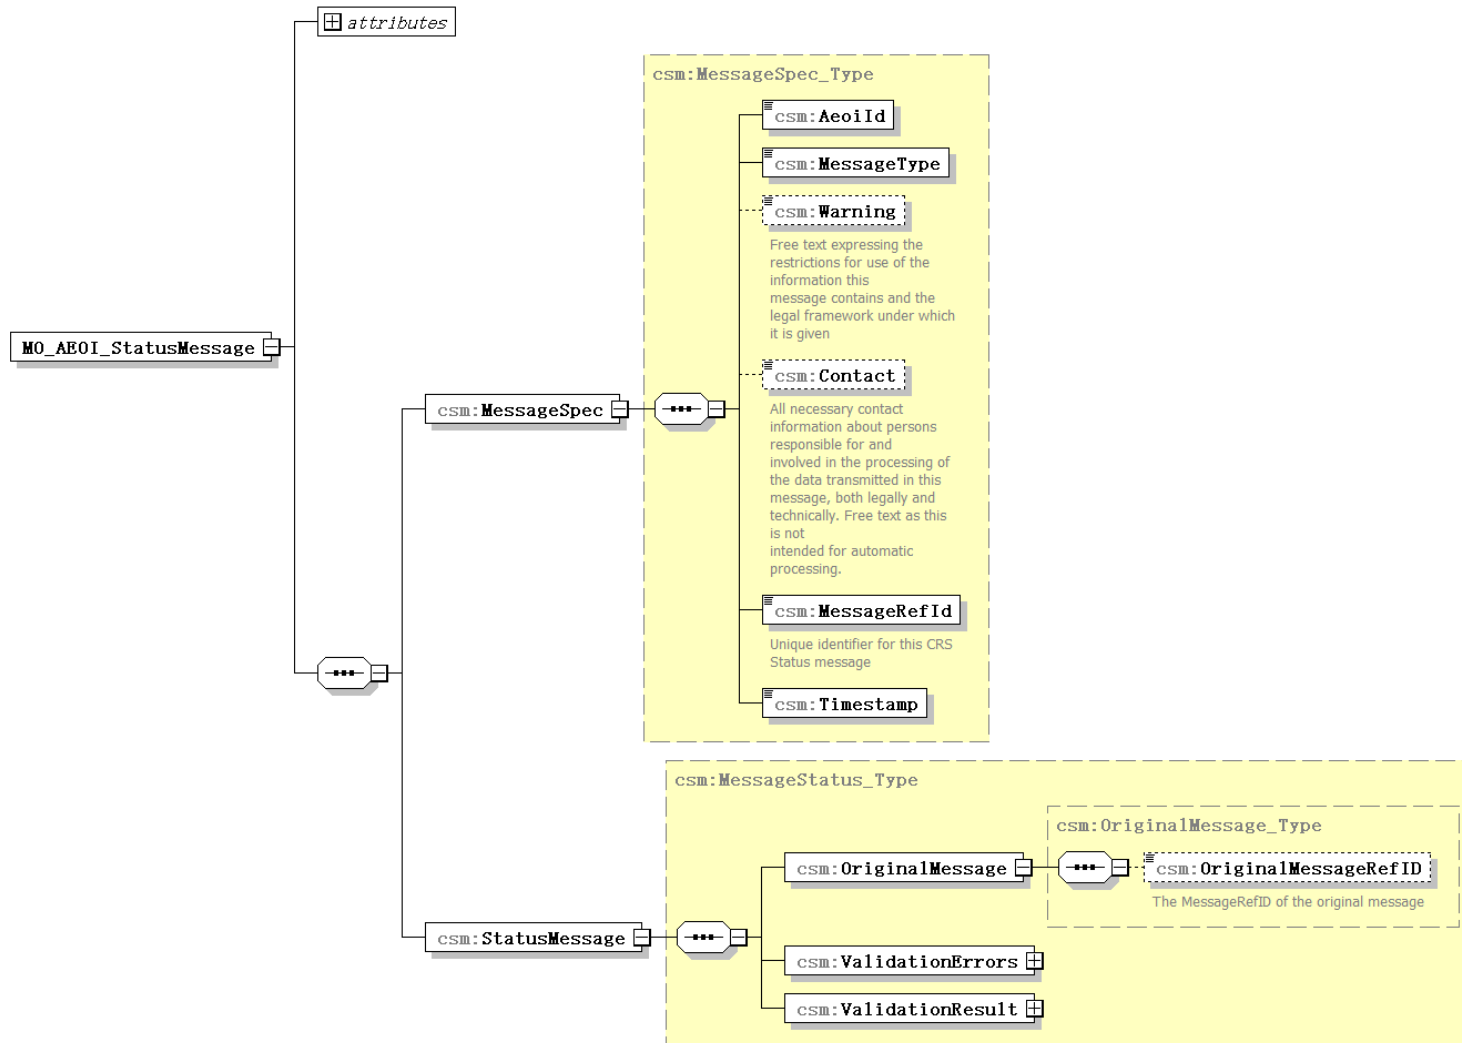 attributes
csm:MessageSpec_Type
csm:AeoiId
csm:MessageType
csm:Warning
Free text expressing the
restrictions for use of the
information this
message contains and the
legal framework under which
it is given
MO_AEOI_StatusMessage
csm:Contact
csm:MessageSpec
All necessary contact
information about persons
responsible for and
involved in the processing of
the data transmitted in this
message, both legally and
technically. Free text as this
is not
intended for automatic
processing.
csm:MessageRefId
Unique identifier for this CRS
Status message
csm:Timestamp
csm:MessageStatus_Type
csm:OriginalMessage_Type
csm:OriginalMessage
csm:OriginalMessageRefID
The MessageRefID of the original message
csm:StatusMessage
csm:ValidationErrors
csm:ValidationResult